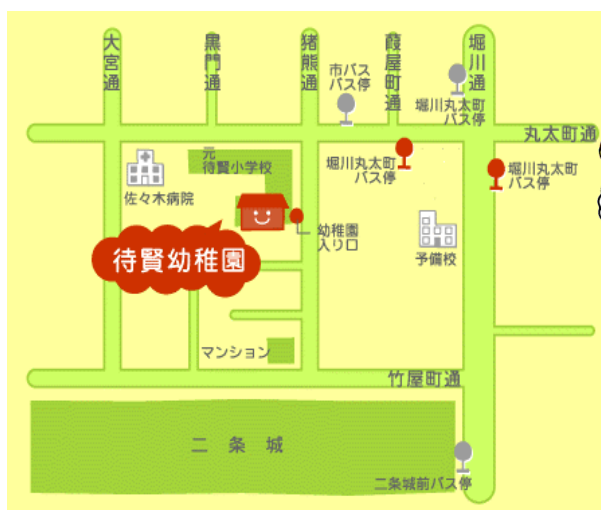 大宮通
黒門通
猪熊通
葭屋町通
堀川通
市バス
バス停
堀川丸太町
バス停
丸太町通
元
待賢小学校
堀川丸太町
バス停
堀川丸太町
バス停
佐々木病院
幼稚園
入り口
予備校
待賢幼稚園
マンション
竹屋町通
二条城
二条城前バス停